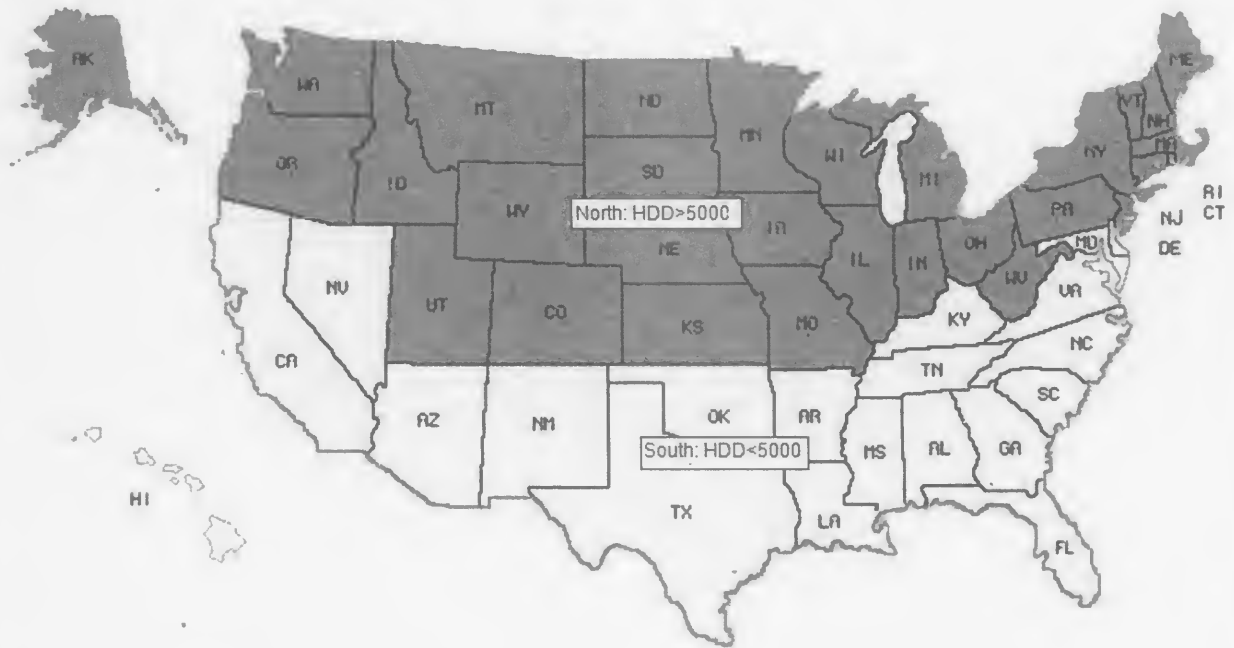 AK
WA
MT
ND
MN
ME
VT
NH
OR
ID
SD
WI
MI
NY
MA
WY
North: HDD>5000
IA
PA
RI
CT
NJ
DE
NE
IL
IN
OH
MD
NV
UT
CO
KS
MO
WV
VA
KY
CA
NC
TN
AZ
NM
OK
AR
SC
South: HDD<5000
MS
AL
GA
HI
TX
LA
FL